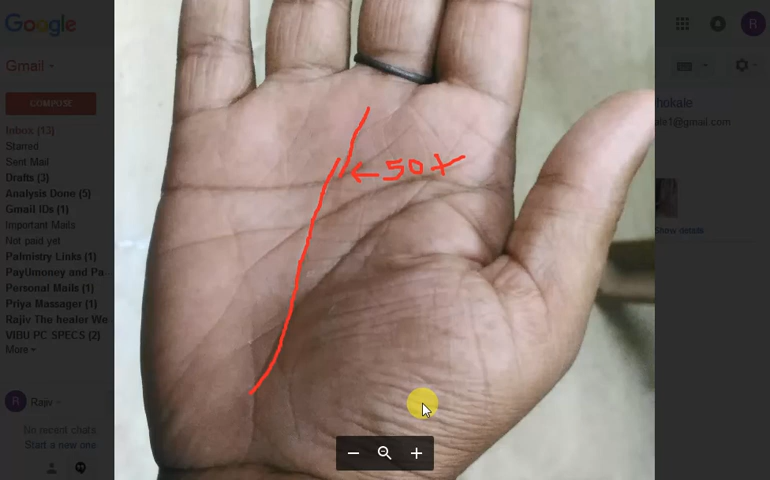 Google
R
Gmail
COMPOSE
Inbox (13)
Starred
Sent Mail
Drafts (3)
Analysis Done (5)
Gmail IDs (1)
Important Mails
Not paid yet
Palmistry Links (1)
PayUmoney and Pa
Personal Mails (1)
Priya Massager (1)
Rajiv The healer We
VIBU PC SPECS (2)
More
R Rajiv
No recent chats
Start a new one
50+
hokale
ale1@gmail.com
Show details